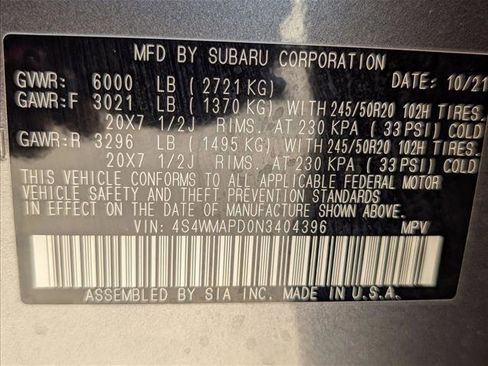 MFD BY SUBARU CORPORATION
GVWR: 6000 LB ( 2721 KG) DATE: 10/21
GAWR:F 3021 LB ( 1370 KG) WITH 245/50R20 102H TIRES.
20X7 1/2J RIMS. AT 230 KPA ( 33 PSI) COLD
GAWR:R 3296 LB ( 1495 KG) WITH 245/50R20 102H TIRES.
20X7 1/2J RIMS. AT 230 KPA ( 33 PSI) COLD
THIS VEHICLE CONFORMS TO ALL APPLICABLE FEDERAL MOTOR
VEHICLE SAFETY AND THEFT PREVENTION STANDARDS
IN EFFECT ON THE DATE OF MANUFACTURE SHOWN ABOVE.
VIN: 4S4WMAPD0N3404396 MPV
ASSEMBLED BY SIA INC. MADE IN U.S.A.